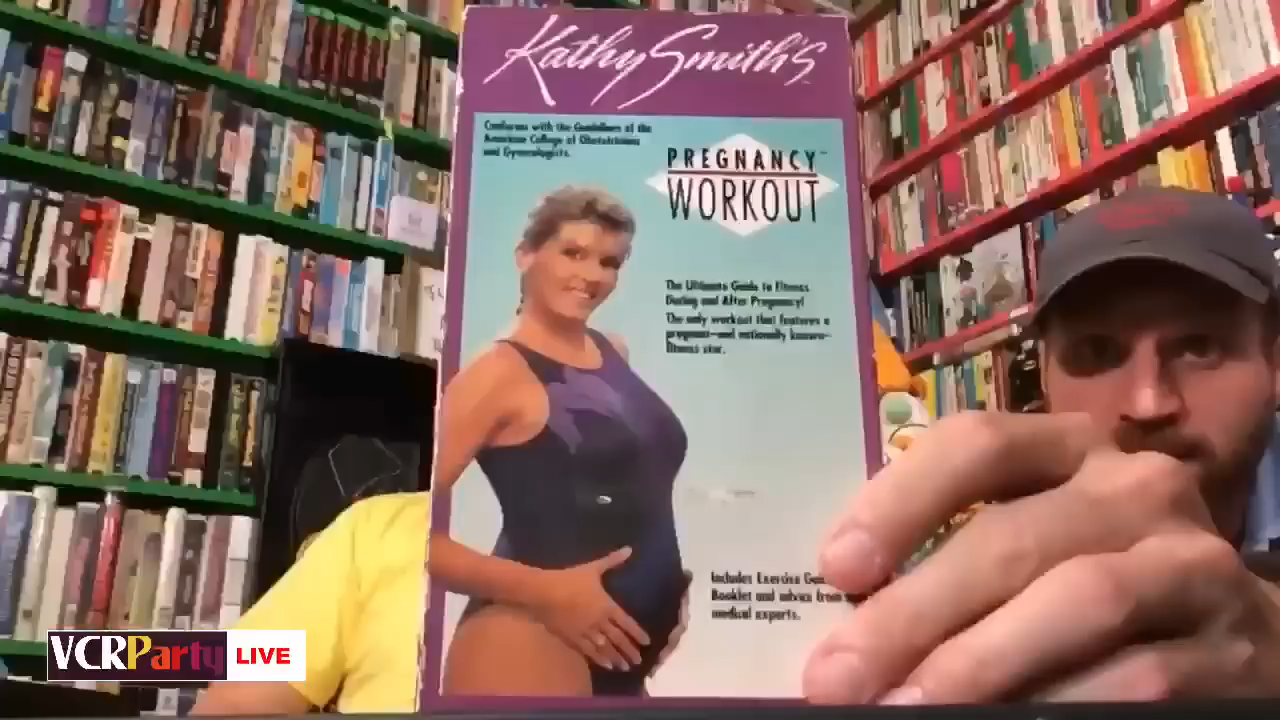 Kathy Smith's
Conforms with the Guidelines of the
American College of Obstetricians
and Gynecologists.
PREGNANCY™
WORKOUT
The Ultimate Guide to Fitness
During and After Pregnancy!
The only workout that features a
pregnant—and nationally known—
fitness star.
Includes Exercise
Booklet and advice from
medical experts.
VCRParty LIVE